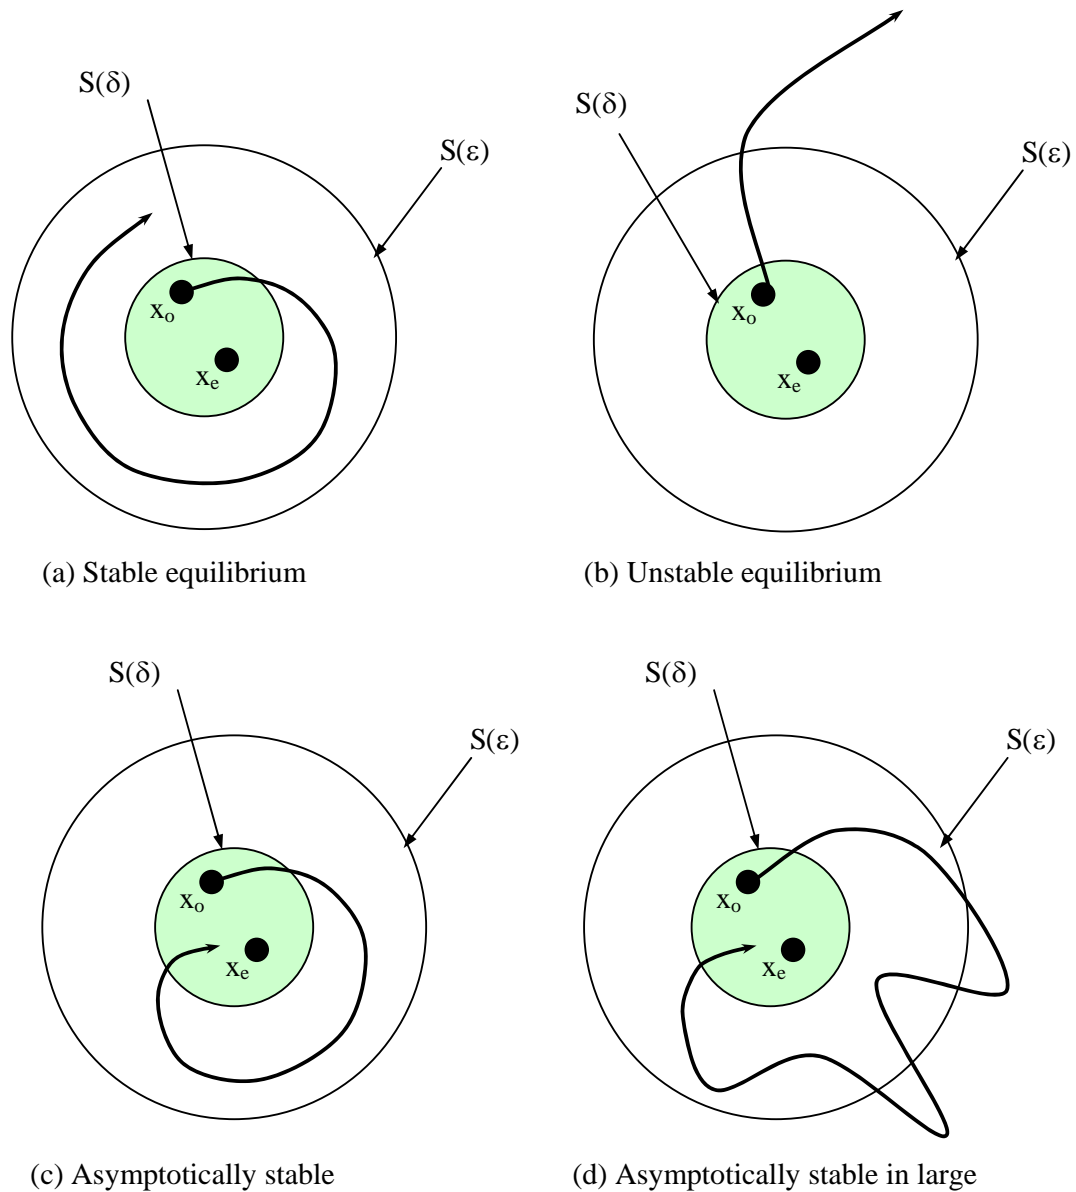 S(δ)
S(ε)
xₒ
xₑ
(a) Stable equilibrium
S(δ)
S(ε)
xₒ
xₑ
(b) Unstable equilibrium
S(δ)
S(ε)
xₒ
xₑ
(c) Asymptotically stable
S(δ)
S(ε)
xₒ
xₑ
(d) Asymptotically stable in large